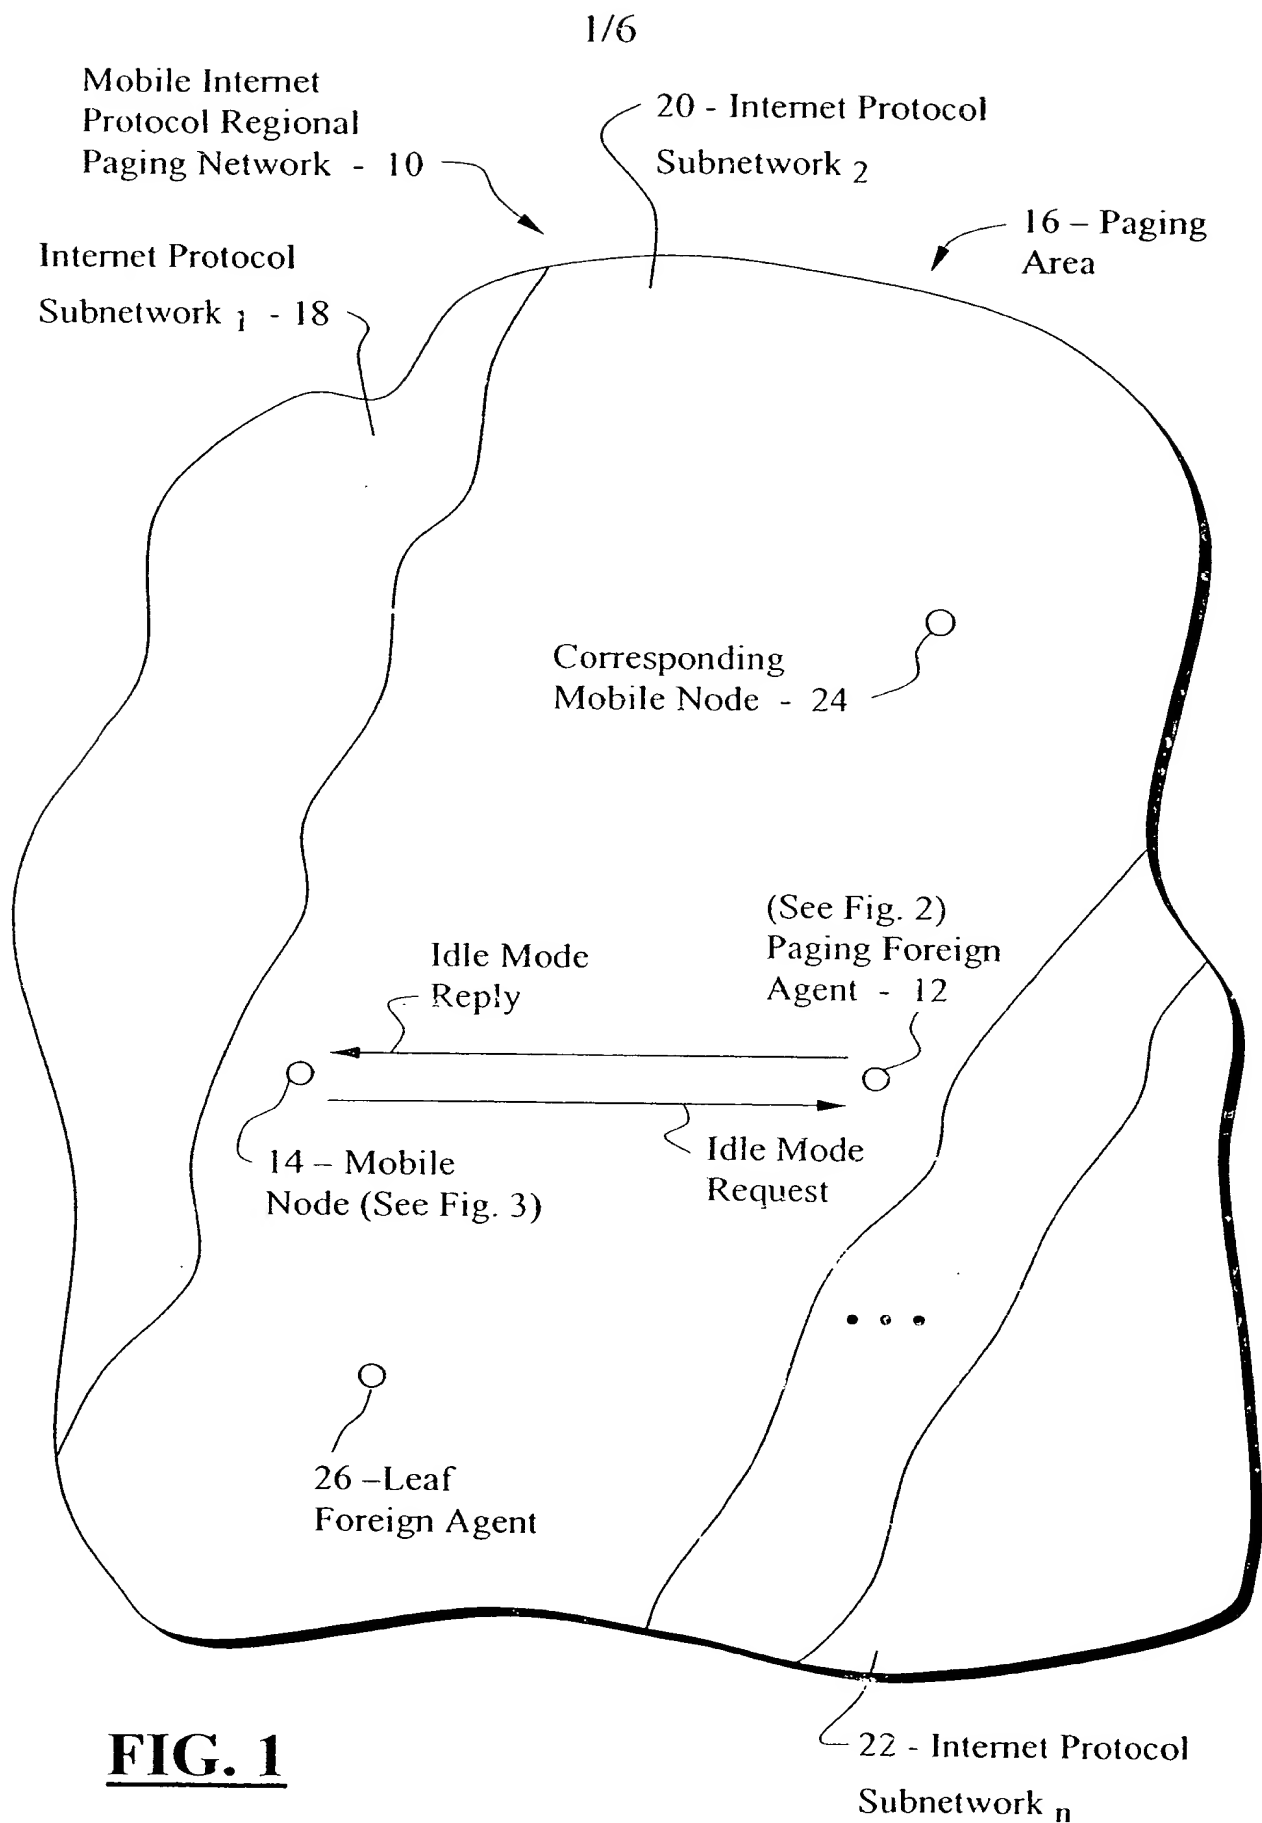 1/6
Mobile Internet
Protocol Regional
Paging Network - 10
20 - Internet Protocol
Subnetwork 2
16 – Paging
Area
Internet Protocol
Subnetwork 1 - 18
Corresponding
Mobile Node - 24
(See Fig. 2)
Paging Foreign
Agent - 12
Idle Mode
Reply
14 – Mobile
Node (See Fig. 3)
Idle Mode
Request
26 –Leaf
Foreign Agent
22 - Internet Protocol
Subnetwork n
FIG. 1